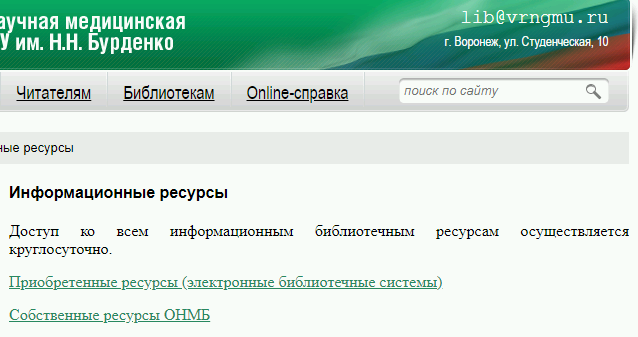 аучная медицинская
У им. Н.Н. Бурденко
lib@vrngmu.ru
г. Воронеж, ул. Студенческая, 10
Читателям Библиотекам Online-справка поиск по сайту
ные ресурсы
Информационные ресурсы
Доступ ко всем информационным библиотечным ресурсам осуществляется
круглосуточно.
Приобретенные ресурсы (электронные библиотечные системы)
Собственные ресурсы ОНМБ